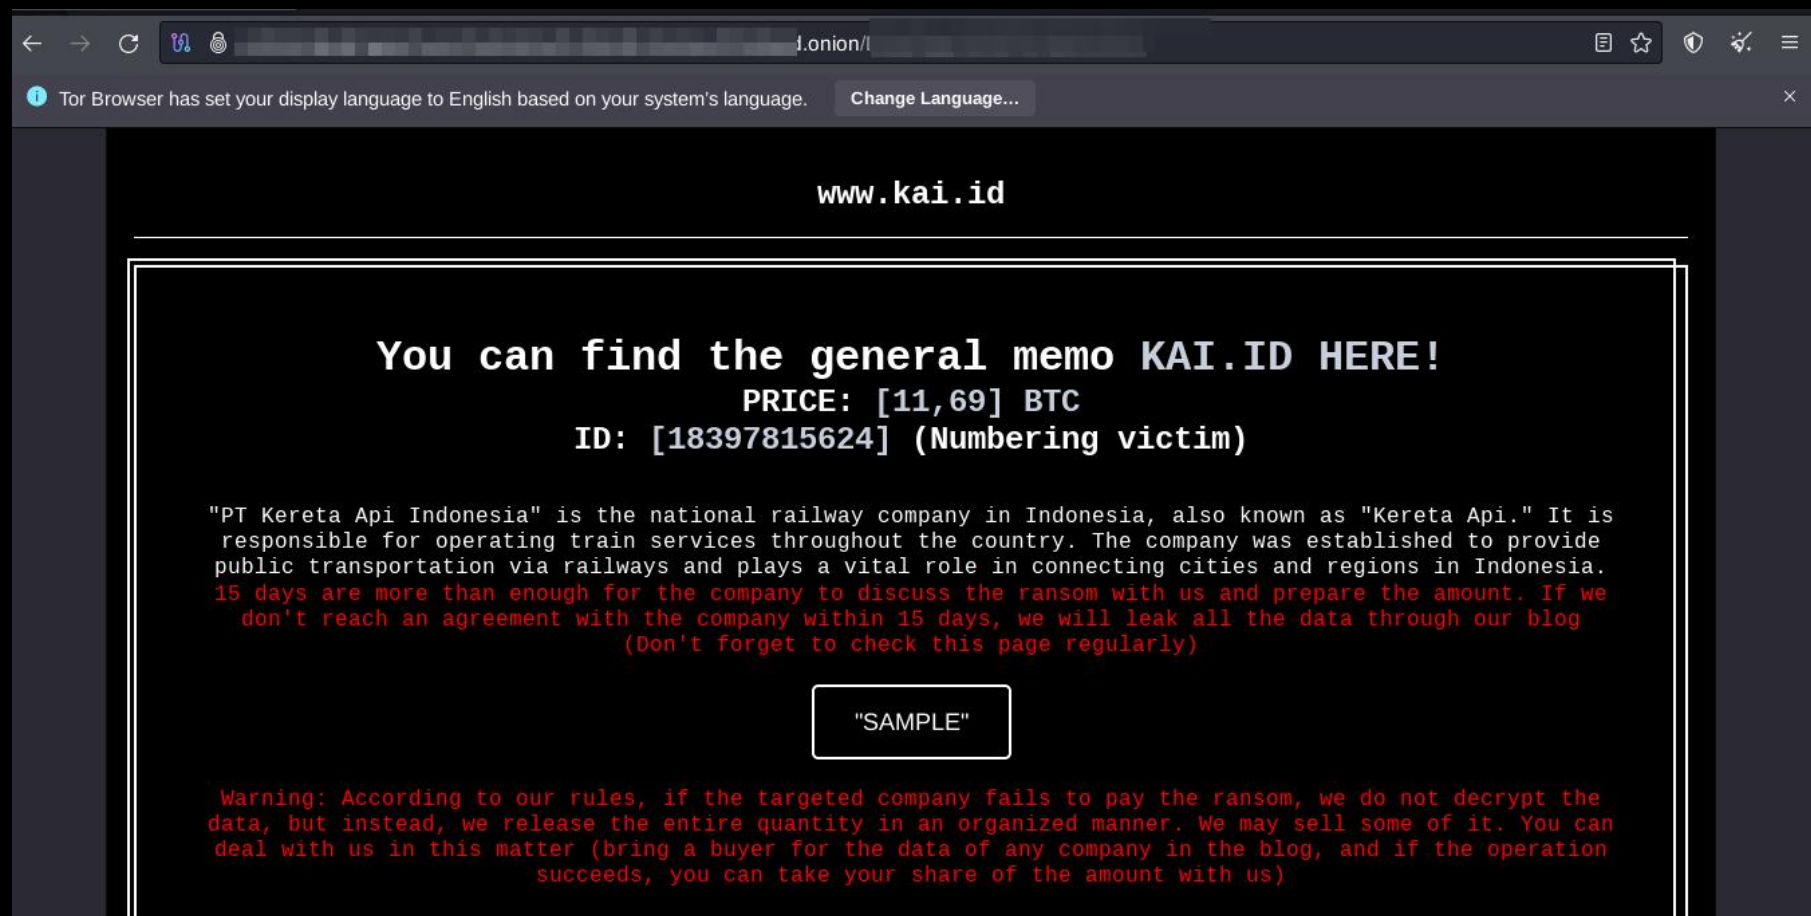 d.onion/
Tor Browser has set your display language to English based on your system's language. Change Language...
www.kai.id
You can find the general memo KAI.ID HERE!
PRICE: [11,69] BTC
ID: [18397815624] (Numbering victim)
"PT Kereta Api Indonesia" is the national railway company in Indonesia, also known as "Kereta Api." It is
responsible for operating train services throughout the country. The company was established to provide
public transportation via railways and plays a vital role in connecting cities and regions in Indonesia.
15 days are more than enough for the company to discuss the ransom with us and prepare the amount. If we
don't reach an agreement with the company within 15 days, we will leak all the data through our blog
(Don't forget to check this page regularly)
"SAMPLE"
Warning: According to our rules, if the targeted company fails to pay the ransom, we do not decrypt the
data, but instead, we release the entire quantity in an organized manner. We may sell some of it. You can
deal with us in this matter (bring a buyer for the data of any company in the blog, and if the operation
succeeds, you can take your share of the amount with us)